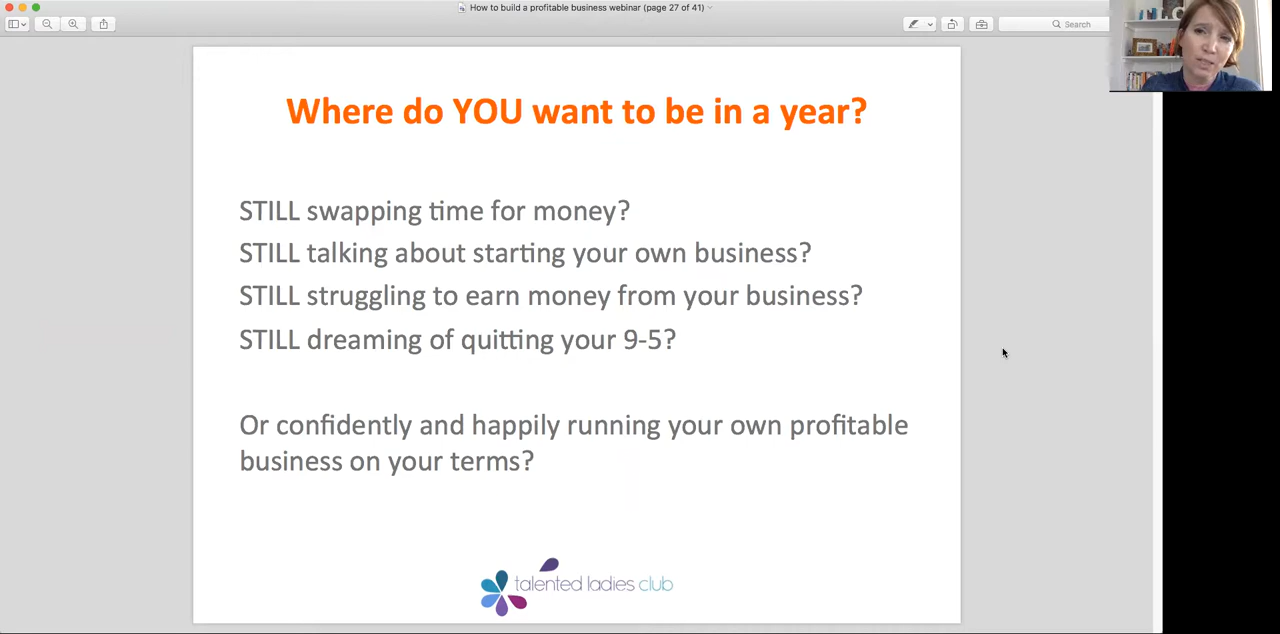 How to build a profitable business webinar (page 27 of 41)
Search
Where do YOU want to be in a year?
STILL swapping time for money?
STILL talking about starting your own business?
STILL struggling to earn money from your business?
STILL dreaming of quitting your 9-5?
Or confidently and happily running your own profitable
business on your terms?
talented ladies club